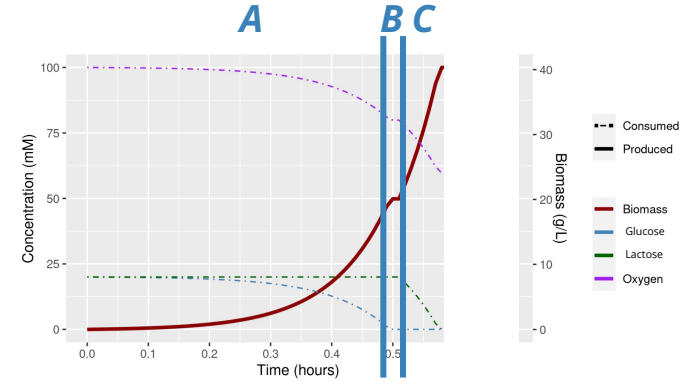 A B C
Concentration (mM)
100
75
50
25
0
0.0 0.1 0.2 0.3 0.4 0.5
Time (hours)
40
30
20
10
0
Biomass (g/L)
Consumed
Produced
Biomass
Glucose
Lactose
Oxygen